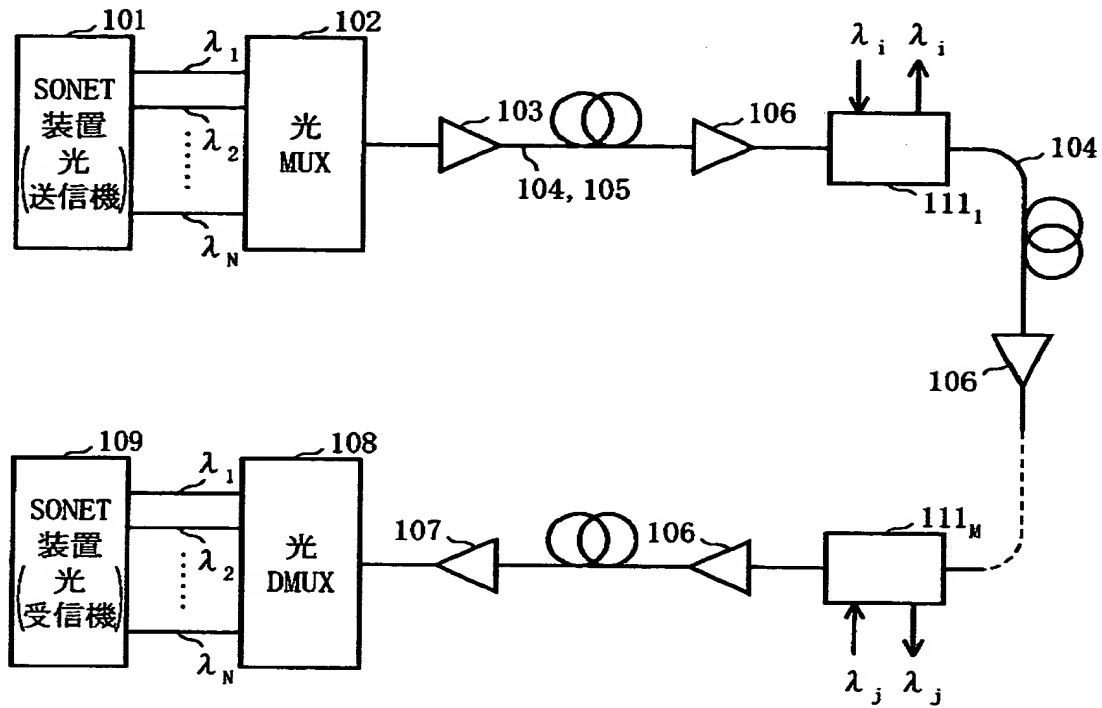 101
SONET
装置
(光
送信機)
λ1
λ2
λN
102
光
MUX
103
104, 105
106
λi λi
111₁
104
106
109
SONET
装置
(光
受信機)
λ1
λ2
λN
108
光
DMUX
107
106
111M
λj λj